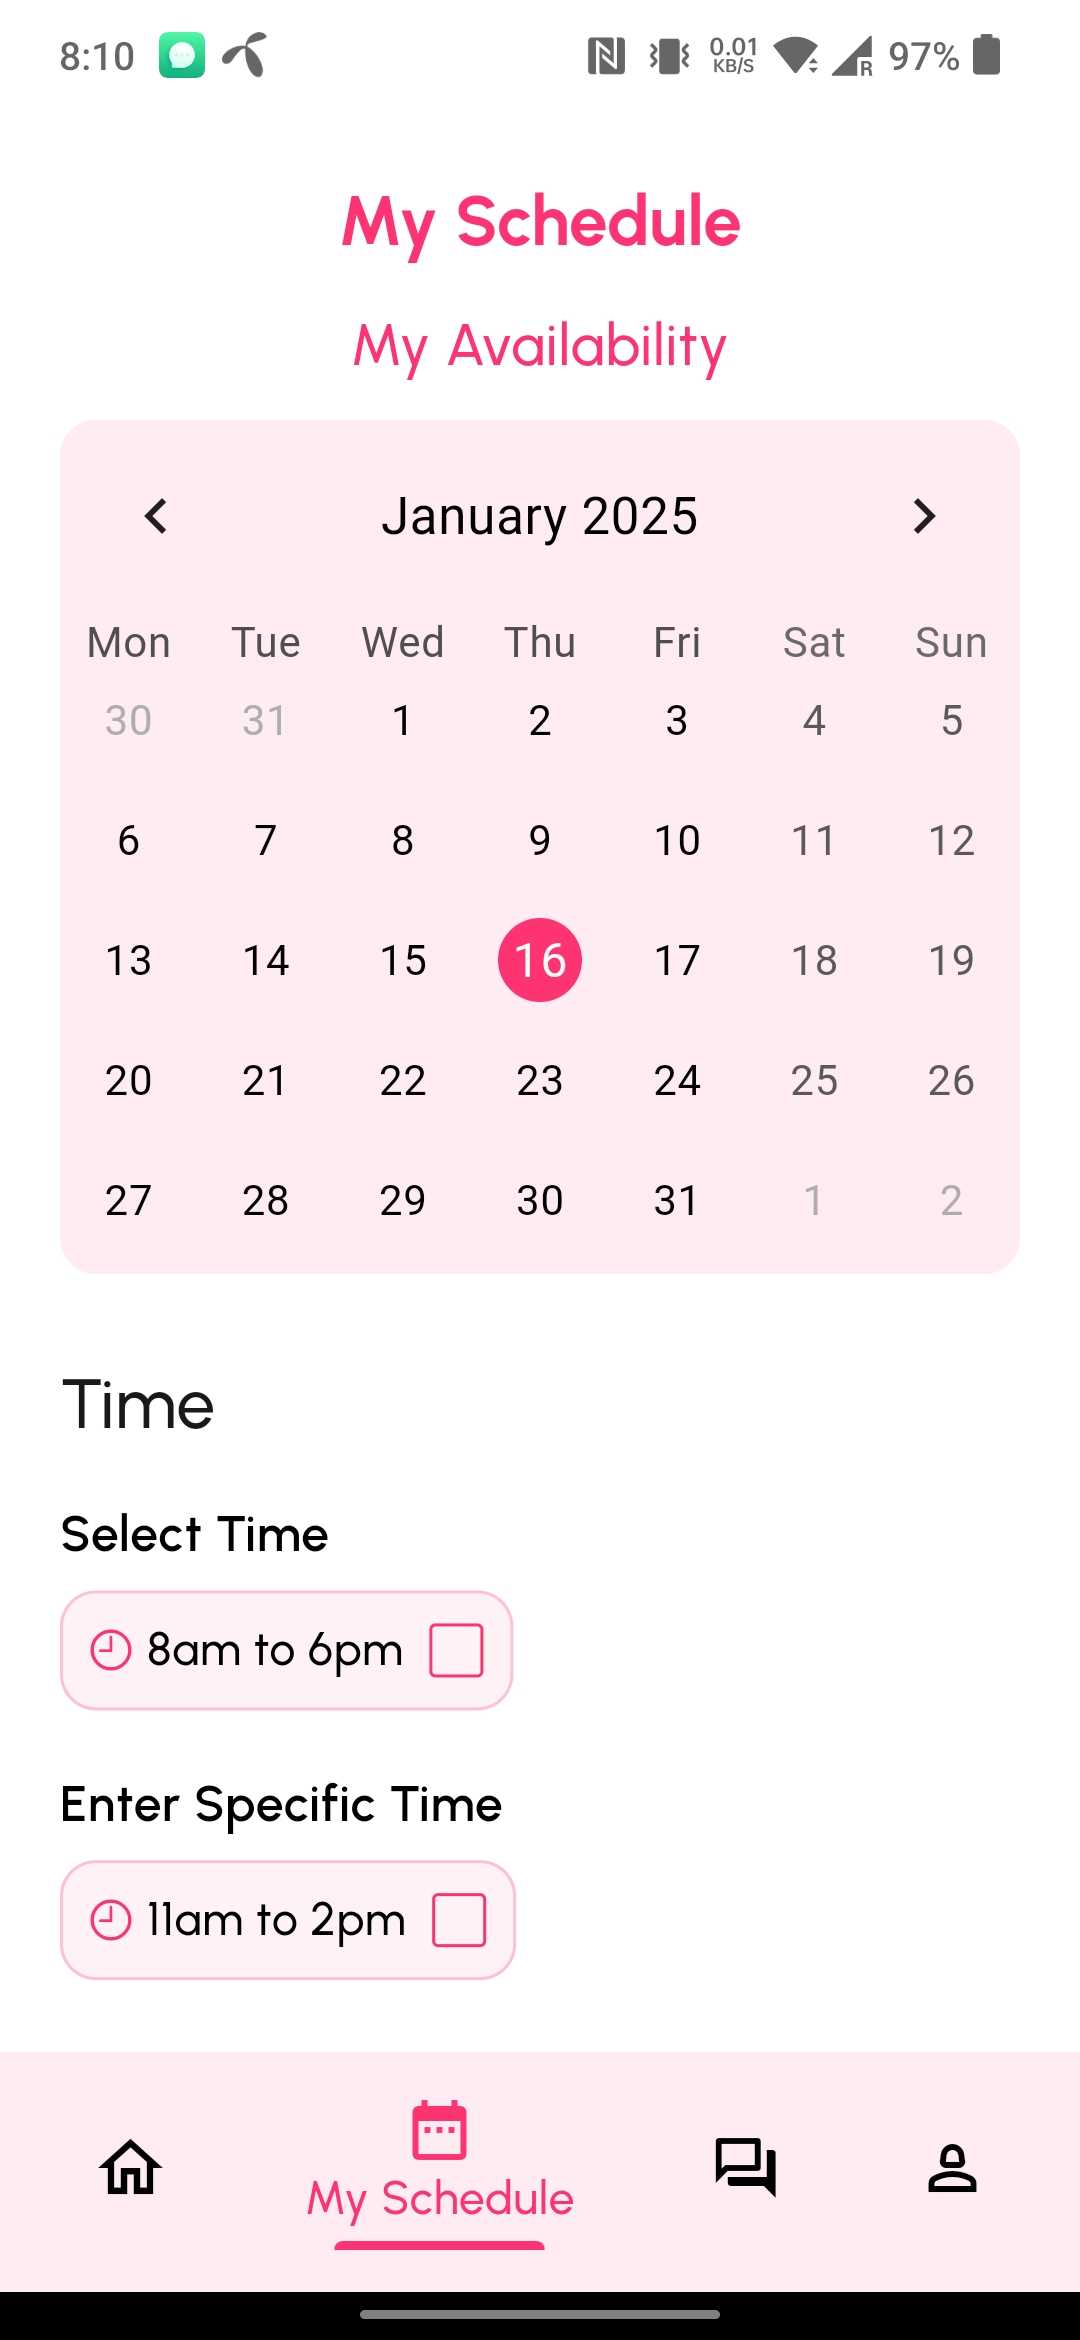 8:10 0.01 KB/S R 97%
My Schedule
My Availability
January 2025
Mon Tue Wed Thu Fri Sat Sun
30 31 1 2 3 4 5
6 7 8 9 10 11 12
13 14 15 16 17 18 19
20 21 22 23 24 25 26
27 28 29 30 31 1 2
Time
Select Time
8am to 6pm
Enter Specific Time
11am to 2pm
My Schedule